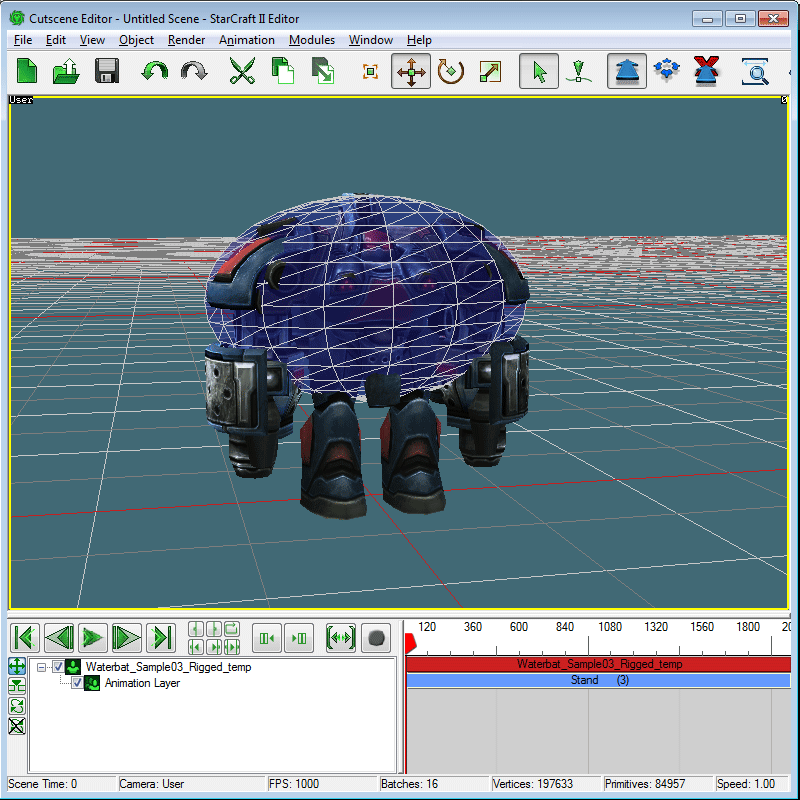 Cutscene Editor - Untitled Scene - StarCraft II Editor
File Edit View Object Render Animation Modules Window Help
User 0
120 360 600 840 1080 1320 1560 1800 20
Waterbat_Sample03_Rigged_temp
Animation Layer
Waterbat_Sample03_Rigged_temp
Stand (3)
Scene Time: 0 Camera: User FPS: 1000 Batches: 16 Vertices: 197633 Primitives: 84957 Speed: 1.00